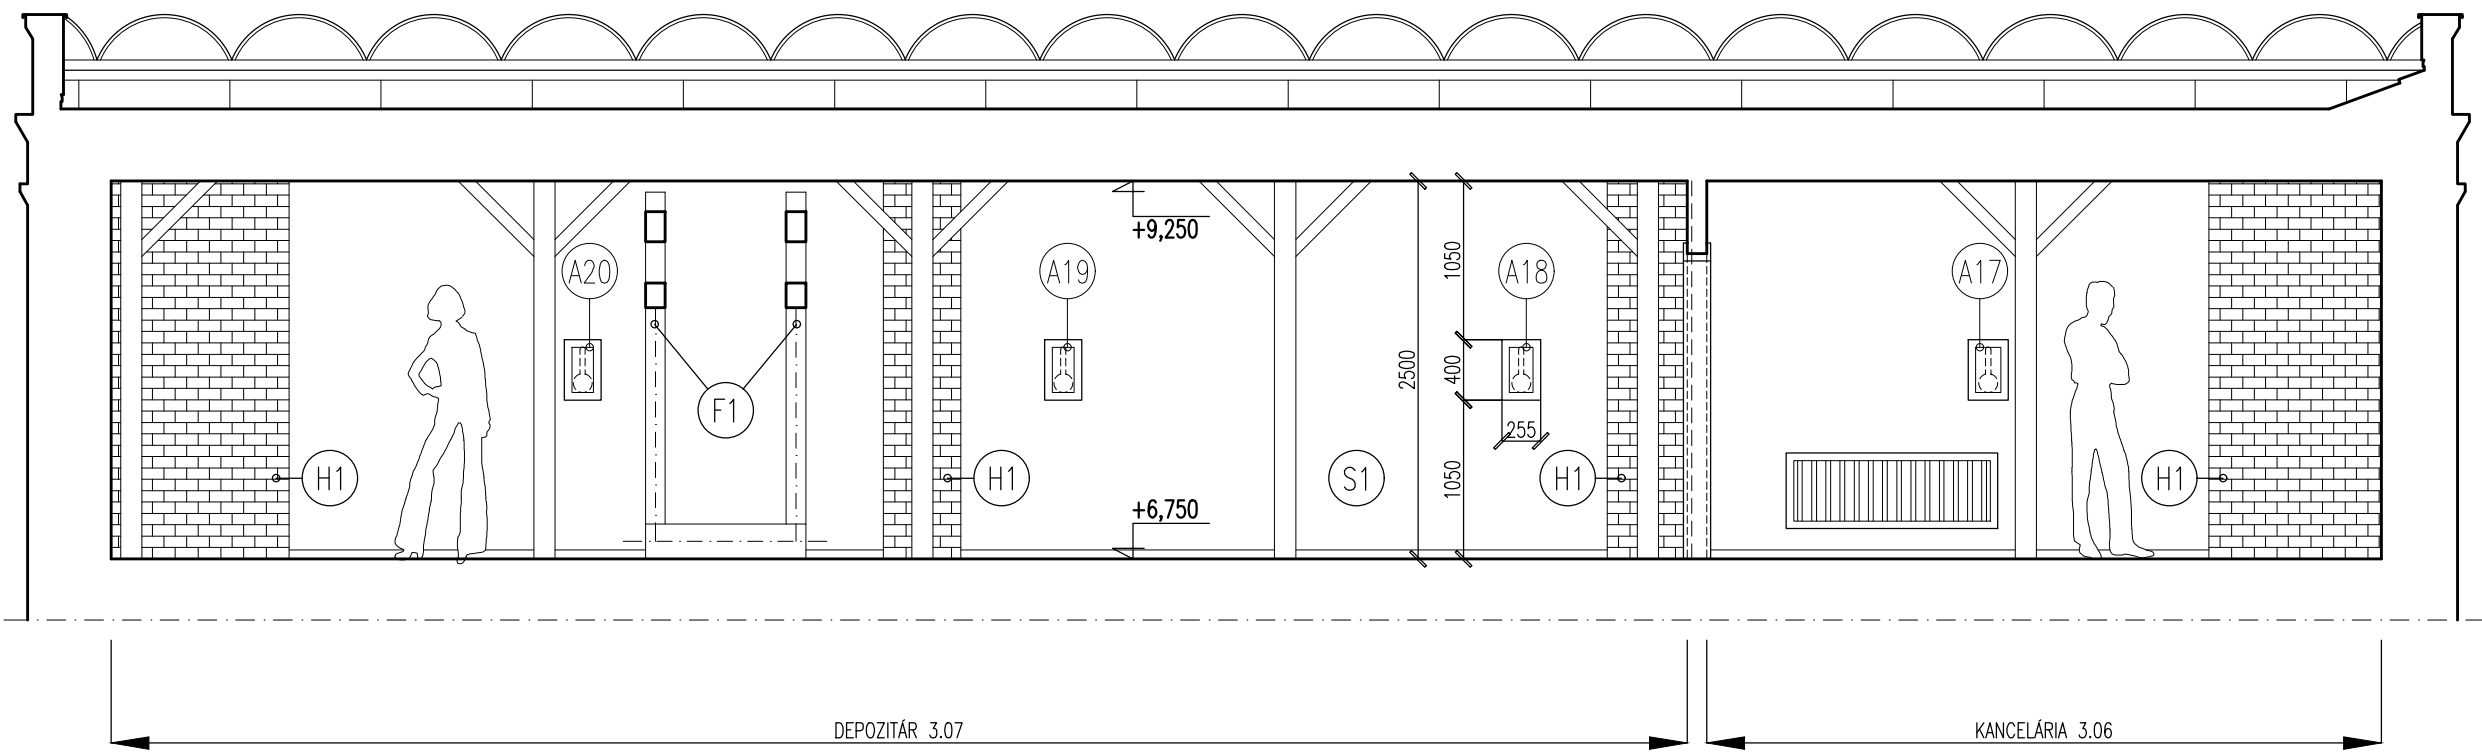 +9,250
A20
A19
1050
A18
A17
2500
400
F1
255
H1
H1
S1
1050
H1
H1
+6,750
DEPOZITÁR 3.07
KANCELÁRIA 3.06